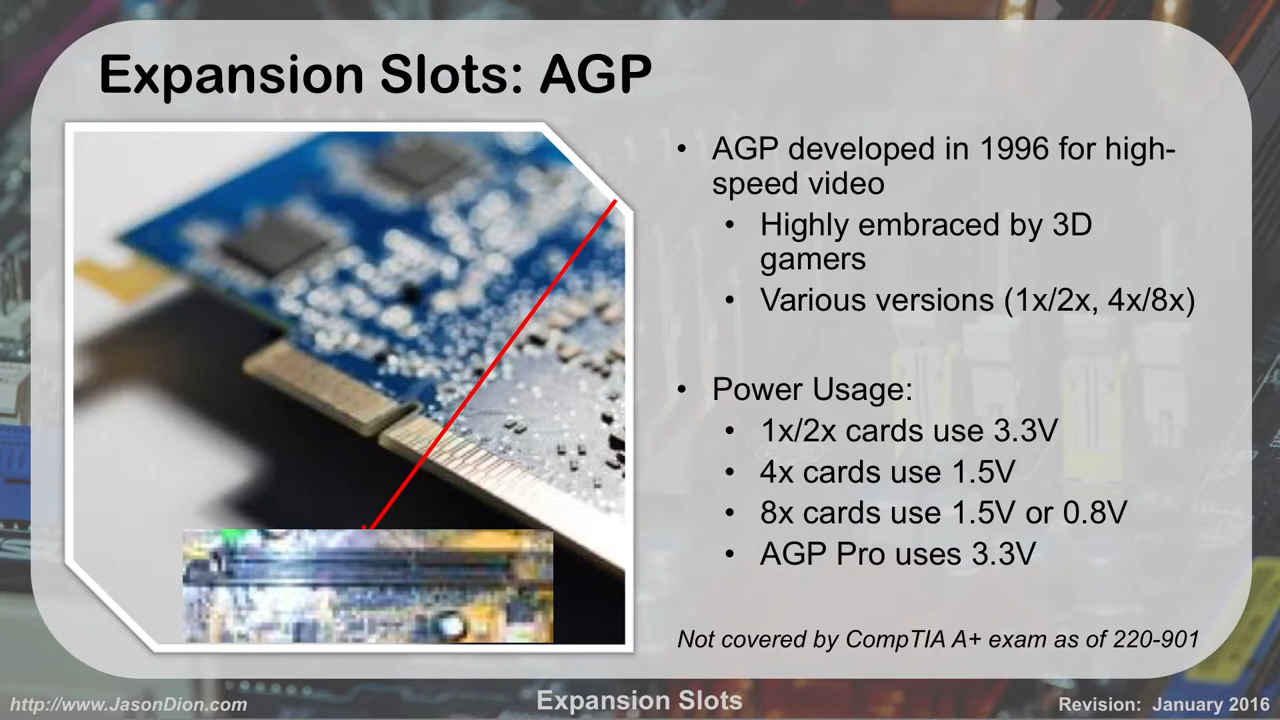 Expansion Slots: AGP
• AGP developed in 1996 for high-
speed video
• Highly embraced by 3D
gamers
• Various versions (1x/2x, 4x/8x)
• Power Usage:
• 1x/2x cards use 3.3V
• 4x cards use 1.5V
• 8x cards use 1.5V or 0.8V
• AGP Pro uses 3.3V
Not covered by CompTIA A+ exam as of 220-901
http://www.JasonDion.com
Expansion Slots
Revision: January 2016